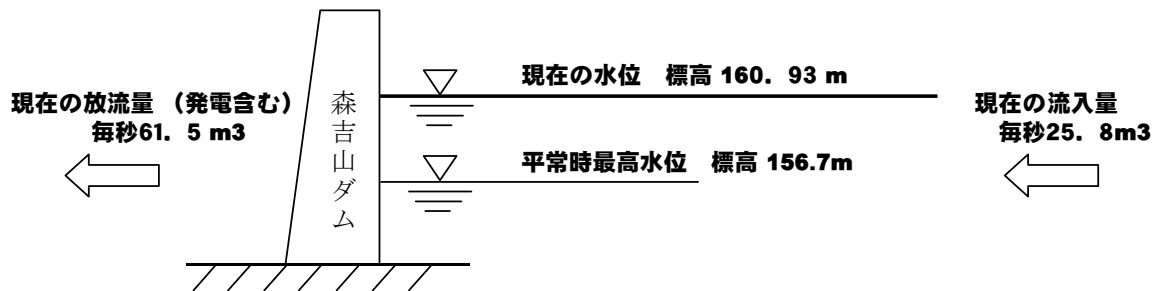 現在の水位　標高 160．93 m
現在の放流量 （発電含む）
毎秒61．5 m3
森吉山ダム
現在の流入量
毎秒25．8m3
平常時最高水位　標高 156.7m